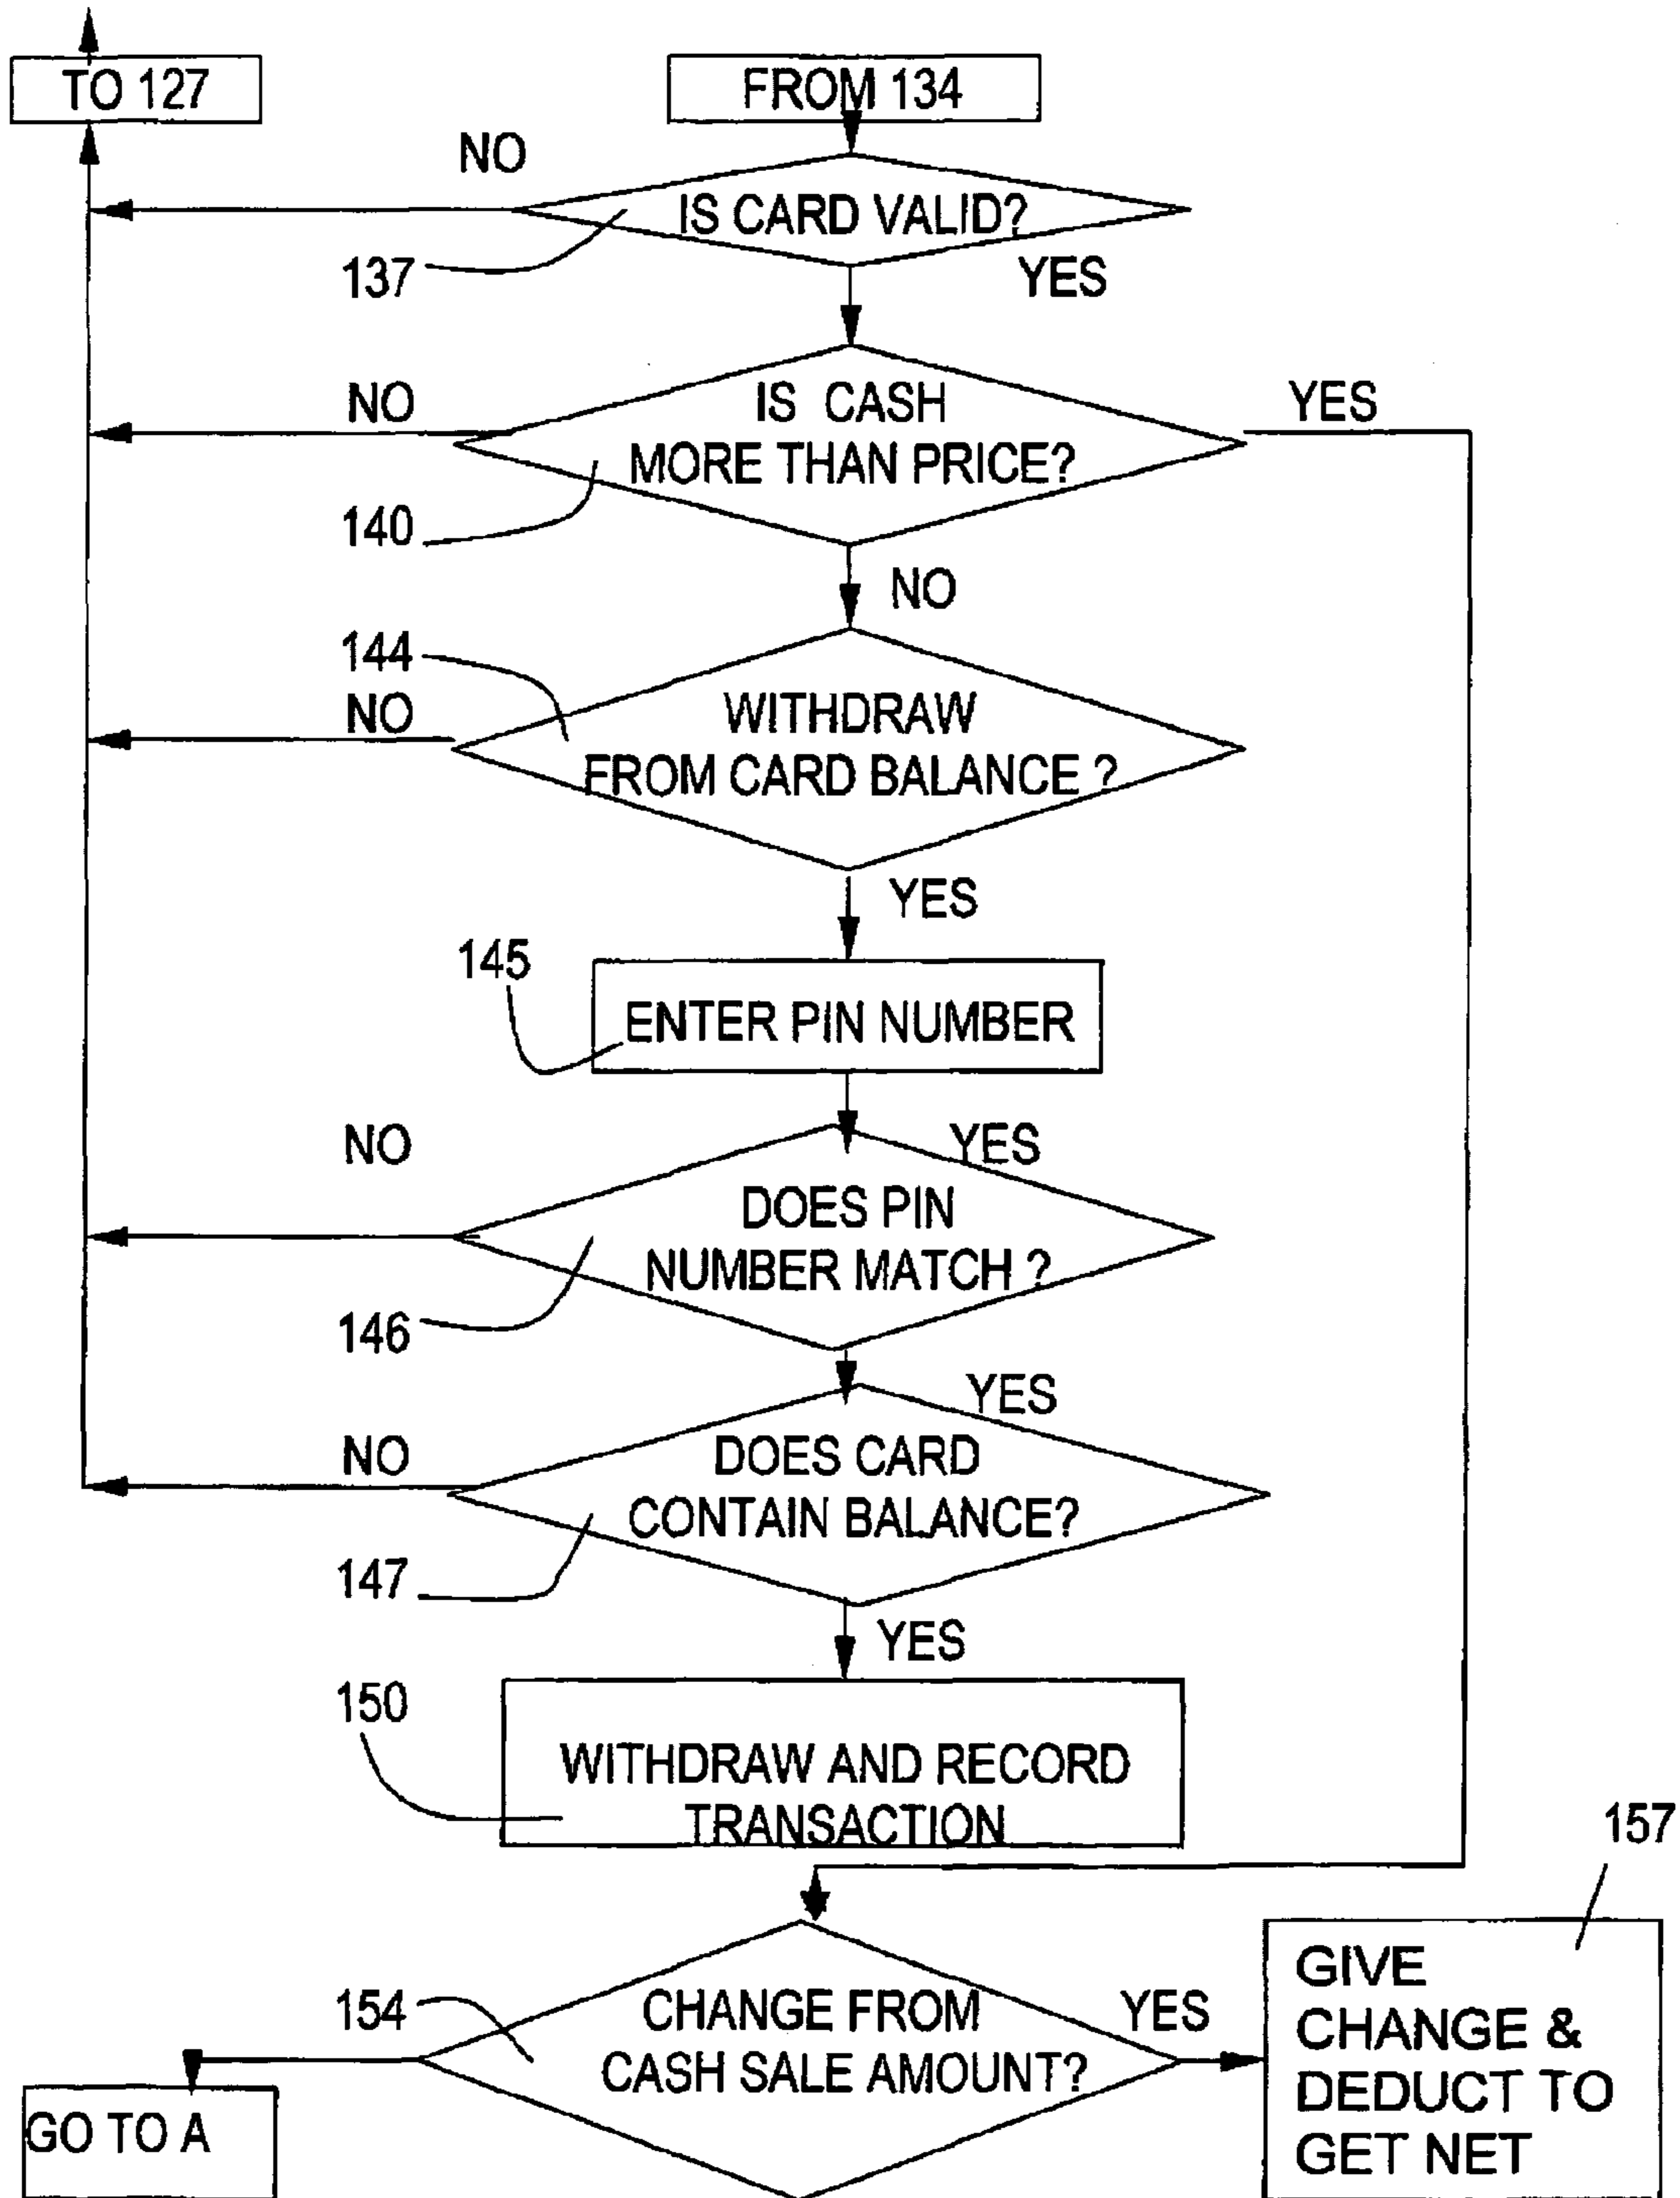 TO 127
FROM 134
NO
IS CARD VALID?
137
YES
NO
IS CASH
YES
MORE THAN PRICE?
140
NO
144
NO
WITHDRAW
FROM CARD BALANCE ?
YES
145
ENTER PIN NUMBER
NO
YES
DOES PIN
NUMBER MATCH ?
146
YES
NO
DOES CARD
CONTAIN BALANCE?
147
YES
150
WITHDRAW AND RECORD
TRANSACTION
157
154
CHANGE FROM
CASH SALE AMOUNT?
YES
GIVE
CHANGE &
DEDUCT TO
GET NET
GO TO A